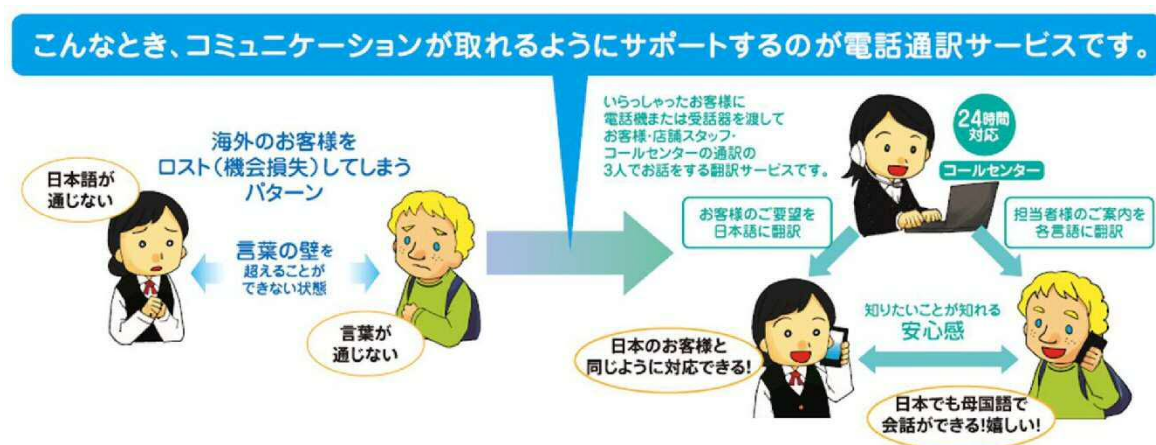 こんなとき、コミュニケーションが取れるようにサポートするのが電話通訳サービスです。
海外のお客様を
ロスト（機会損失）してしまう
パターン
日本語が
通じない
言葉の壁を
超えることが
できない状態
言葉が
通じない
いらっしゃったお客様に
電話機または受話器を渡して
お客様・店舗スタッフ・
コールセンターの通訳の
3人でお話をする翻訳サービスです。
24時間
対応
コールセンター
お客様のご要望を
日本語に翻訳
担当者様のご案内を
各言語に翻訳
知りたいことが知れる
安心感
日本のお客様と
同じように対応できる!
日本でも母国語で
会話ができる!嬉しい!